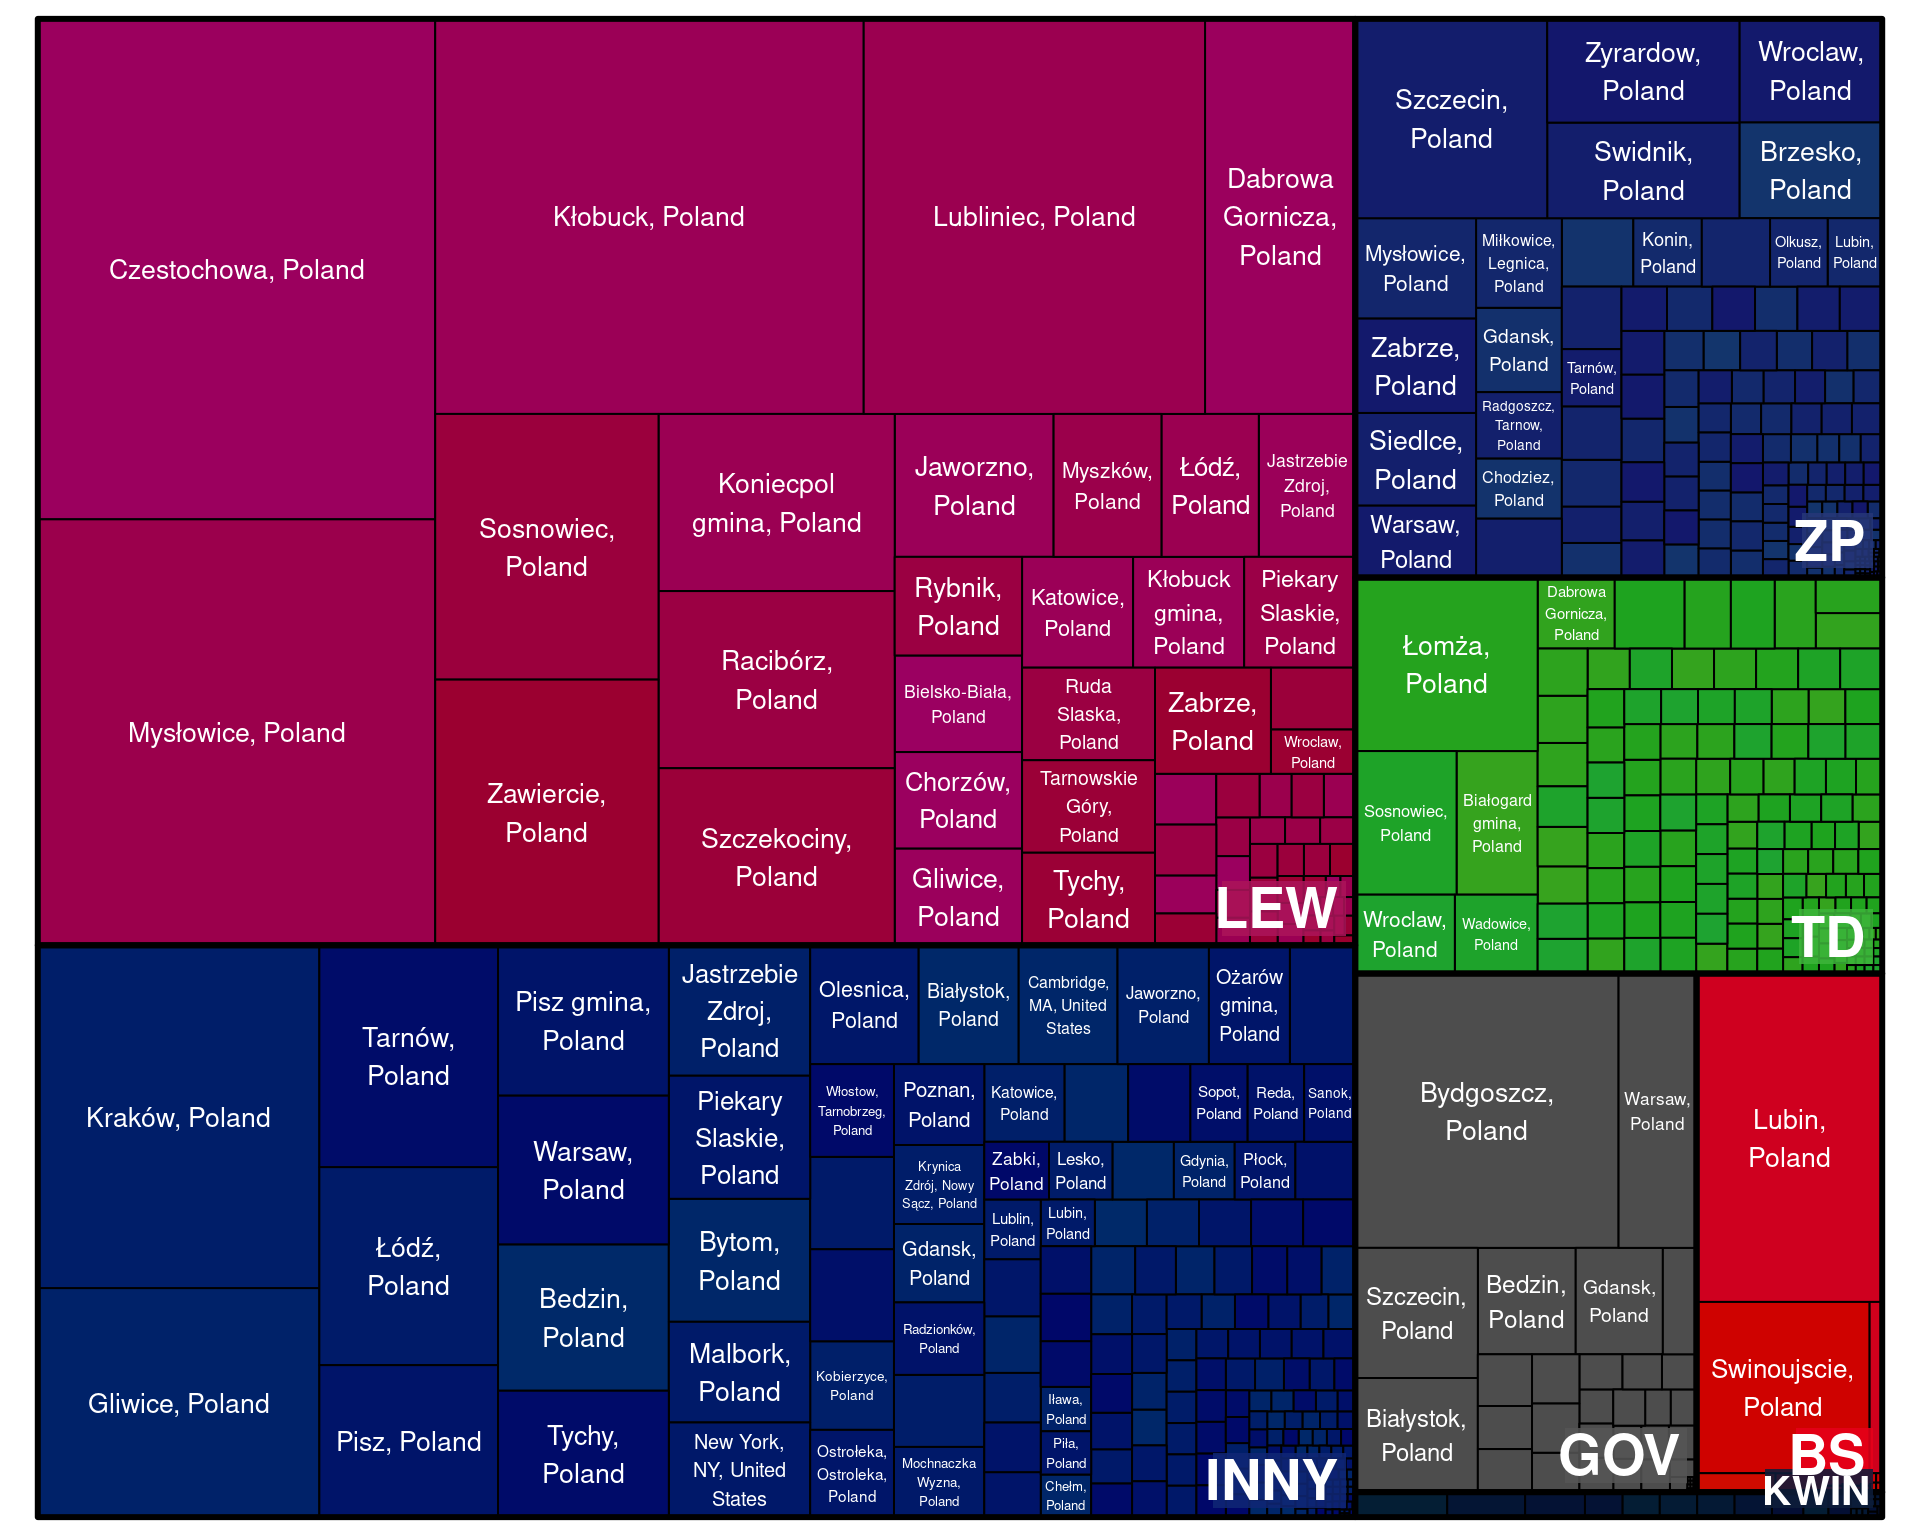 Czestochowa, Poland
Mysłowice, Poland
Kłobuck, Poland
Lubliniec, Poland
Dabrowa
Gornicza,
Poland
Sosnowiec,
Poland
Zawiercie,
Poland
Koniecpol
gmina, Poland
Racibórz,
Poland
Szczekociny,
Poland
Jaworzno,
Poland
Myszków,
Poland
Łódź,
Poland
Jastrzebie
Zdroj,
Poland
Rybnik,
Poland
Bielsko-Biała,
Poland
Chorzów,
Poland
Gliwice,
Poland
Katowice,
Poland
Kłobuck
gmina,
Poland
Piekary
Slaskie,
Poland
Ruda
Slaska,
Poland
Tarnowskie
Góry,
Poland
Tychy,
Poland
Zabrze,
Poland
Wroclaw,
Poland
LEW
Kraków, Poland
Gliwice, Poland
Tarnów,
Poland
Łódź,
Poland
Pisz, Poland
Pisz gmina,
Poland
Warsaw,
Poland
Bedzin,
Poland
Tychy,
Poland
Jastrzebie
Zdroj,
Poland
Piekary
Slaskie,
Poland
Bytom,
Poland
Malbork,
Poland
New York,
NY, United
States
Olesnica,
Poland
Białystok,
Poland
Cambridge,
MA, United
States
Jaworzno,
Poland
Ożarów
gmina,
Poland
Włostow,
Tarnobrzeg,
Poland
Kobierzyce,
Poland
Ostrołeka,
Ostroleka,
Poland
Poznan,
Poland
Krynica
Zdrój, Nowy
Sącz, Poland
Gdansk,
Poland
Radzionków,
Poland
Mochnaczka
Wyzna,
Poland
Katowice,
Poland
Sopot,
Poland
Reda,
Poland
Sanok,
Poland
Zabki,
Poland
Lesko,
Poland
Gdynia,
Poland
Płock,
Poland
Lublin,
Poland
Lubin,
Poland
Iława,
Poland
Piła,
Poland
Chełm,
Poland
INNY
Szczecin,
Poland
Zyrardow,
Poland
Wroclaw,
Poland
Swidnik,
Poland
Brzesko,
Poland
Mysłowice,
Poland
Zabrze,
Poland
Siedlce,
Poland
Warsaw,
Poland
Miłkowice,
Legnica,
Poland
Gdansk,
Poland
Radgoszcz,
Tarnow,
Poland
Chodziez,
Poland
Konin,
Poland
Olkusz,
Poland
Lubin,
Poland
Tarnów,
Poland
ZP
Łomża,
Poland
Sosnowiec,
Poland
Białogard
gmina,
Poland
Wroclaw,
Poland
Wadowice,
Poland
Dabrowa
Gornicza,
Poland
TD
Bydgoszcz,
Poland
Warsaw,
Poland
Szczecin,
Poland
Białystok,
Poland
Bedzin,
Poland
Gdansk,
Poland
GOV
Lubin,
Poland
Swinoujscie,
Poland
BS
KWIN